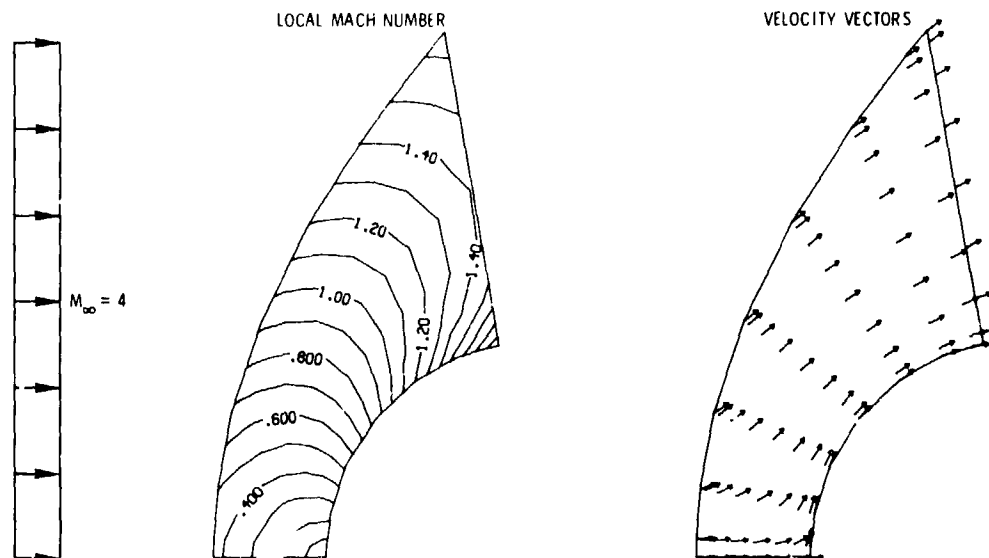 LOCAL MACH NUMBER
VELOCITY VECTORS
1.40
1.20
1.40
M∞ = 4
1.00
1.20
.800
.600
.400